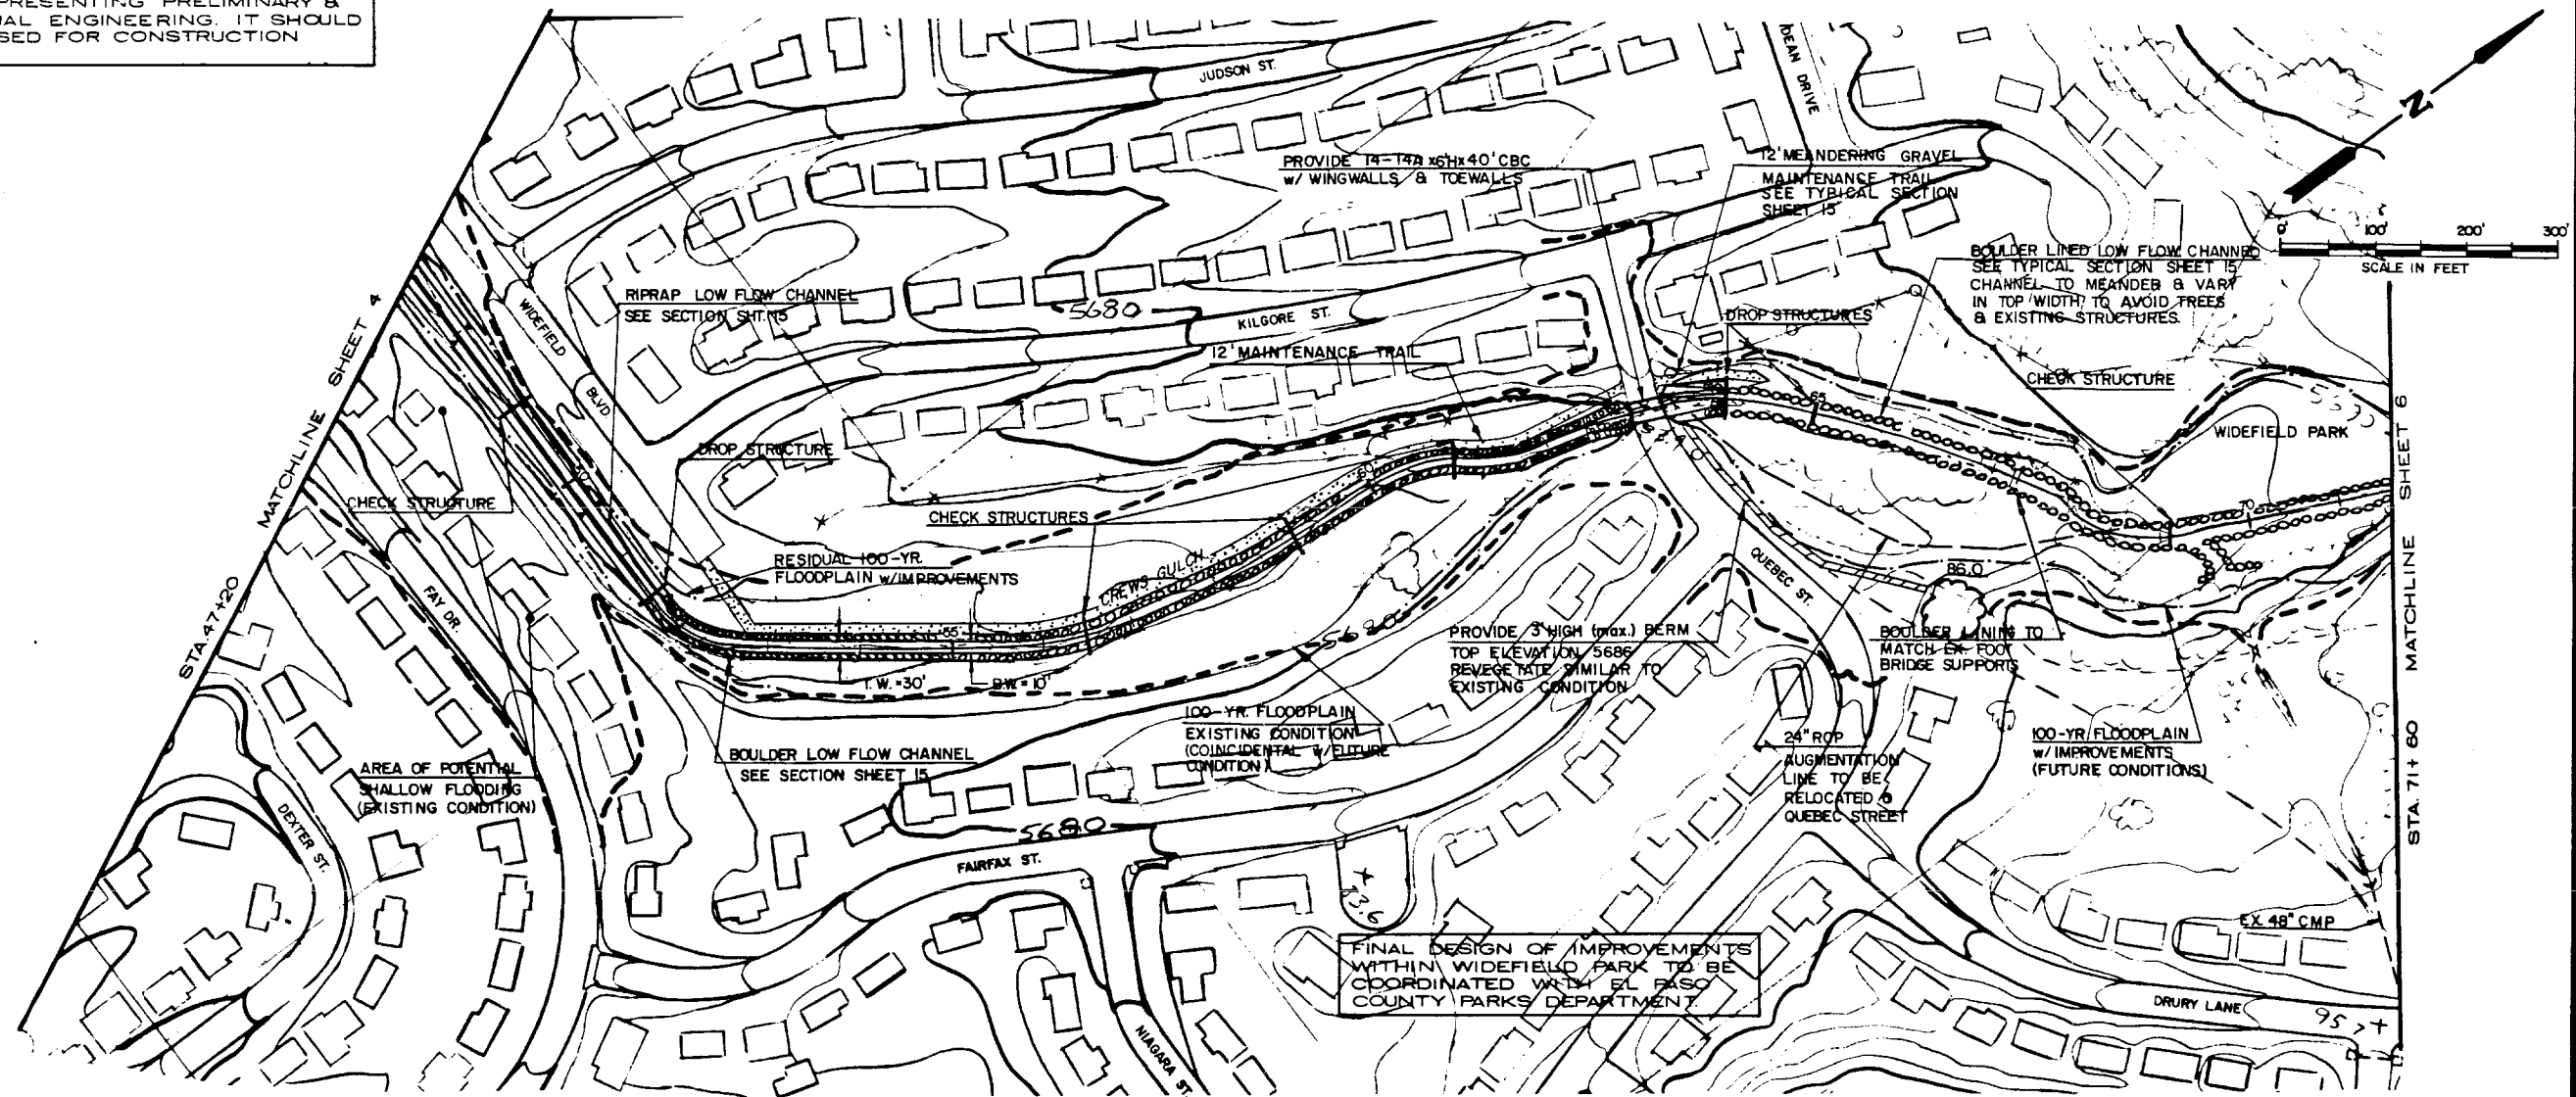 PRESENTING PRELIMINARY &
ENGINEERING. IT SHOULD
FOR CONSTRUCTION
JUDSON ST.
DEAN DRIVE
N
0' 100' 200' 300'
SCALE IN FEET
PROVIDE 14-14'x6'Hx40' CBC
w/ WINGWALLS & TOEWALLS
12' MEANDERING GRAVEL
MAINTENANCE TRAIL
SEE TYPICAL SECTION
SHEET 15
BOULDER LINED LOW FLOW CHANNEL
SEE TYPICAL SECTION SHEET 15
CHANNEL TO MEANDER & VARY
IN TOP WIDTH TO AVOID TREES
& EXISTING STRUCTURES.
RIPRAP LOW FLOW CHANNEL
SEE SECTION SHT. 15
WIDEFIELD
BLVD.
5680
KILGORE ST.
12' MAINTENANCE TRAIL
DROP STRUCTURES
CHECK STRUCTURE
WIDEFIELD PARK
MATCHLINE SHEET 4
STA. 47+20
MATCHLINE SHEET 6
STA. 71+80
DROP STRUCTURE
CHECK STRUCTURE
CHECK STRUCTURES
50
55
60
65
70
RESIDUAL 100-YR.
FLOODPLAIN w/IMPROVEMENTS
CREWS GULCH
FAY DR.
QUEBEC ST.
86.0
5680
T.W.=30'
B.W.=10'
PROVIDE 3' HIGH (max.) BERM
TOP ELEVATION 5686
REVEGETATE SIMILAR TO
EXISTING CONDITION
BOULDER LINING TO
MATCH EX. FOOT
BRIDGE SUPPORTS
BOULDER LOW FLOW CHANNEL
SEE SECTION SHEET 15
100-YR. FLOODPLAIN
EXISTING CONDITION
(COINCIDENTAL W/FUTURE
CONDITION)
24" RCP
AUGMENTATION
LINE TO BE
RELOCATED @
QUEBEC STREET
100-YR FLOODPLAIN
w/ IMPROVEMENTS
(FUTURE CONDITIONS)
AREA OF POTENTIAL
SHALLOW FLOODING
(EXISTING CONDITION)
DEXTER ST.
5680
FAIRFAX ST.
NIAGARA ST.
EX. 48" CMP
FINAL DESIGN OF IMPROVEMENTS
WITHIN WIDEFIELD PARK TO BE
COORDINATED WITH EL PASO
COUNTY PARKS DEPARTMENT.
DRURY LANE